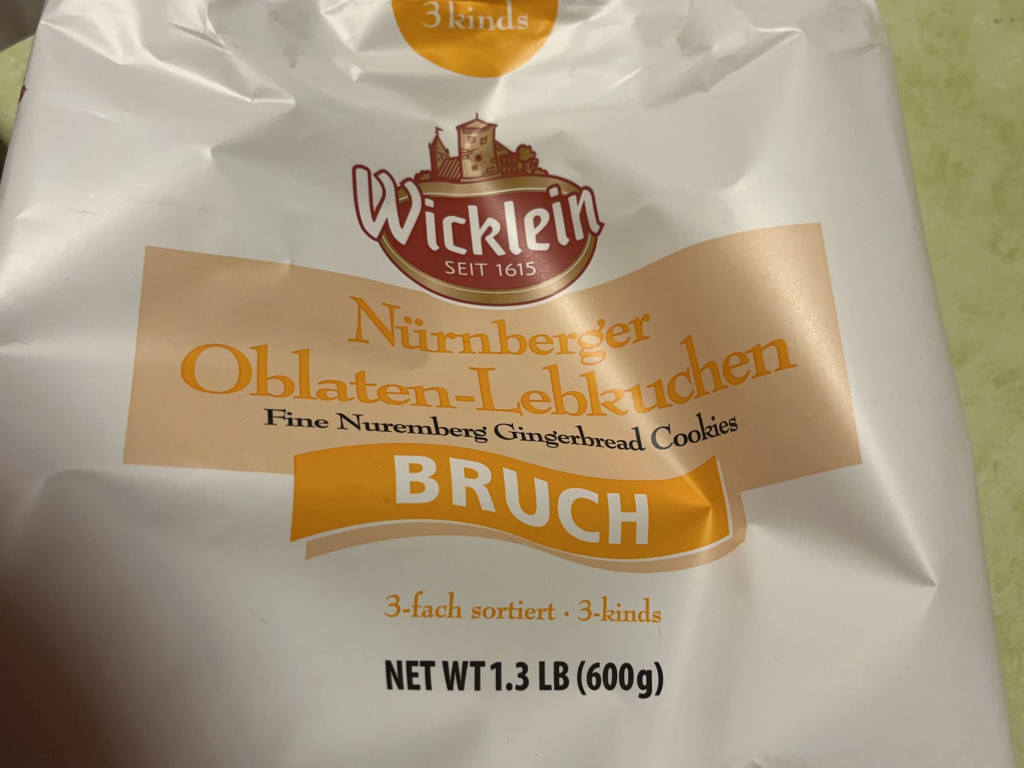 3 kinds
Wicklein
SEIT 1615
Nürnberger
Oblaten-Lebkuchen
Fine Nuremberg Gingerbread Cookies
BRUCH
3-fach sortiert · 3-kinds
NET WT 1.3 LB (600g)